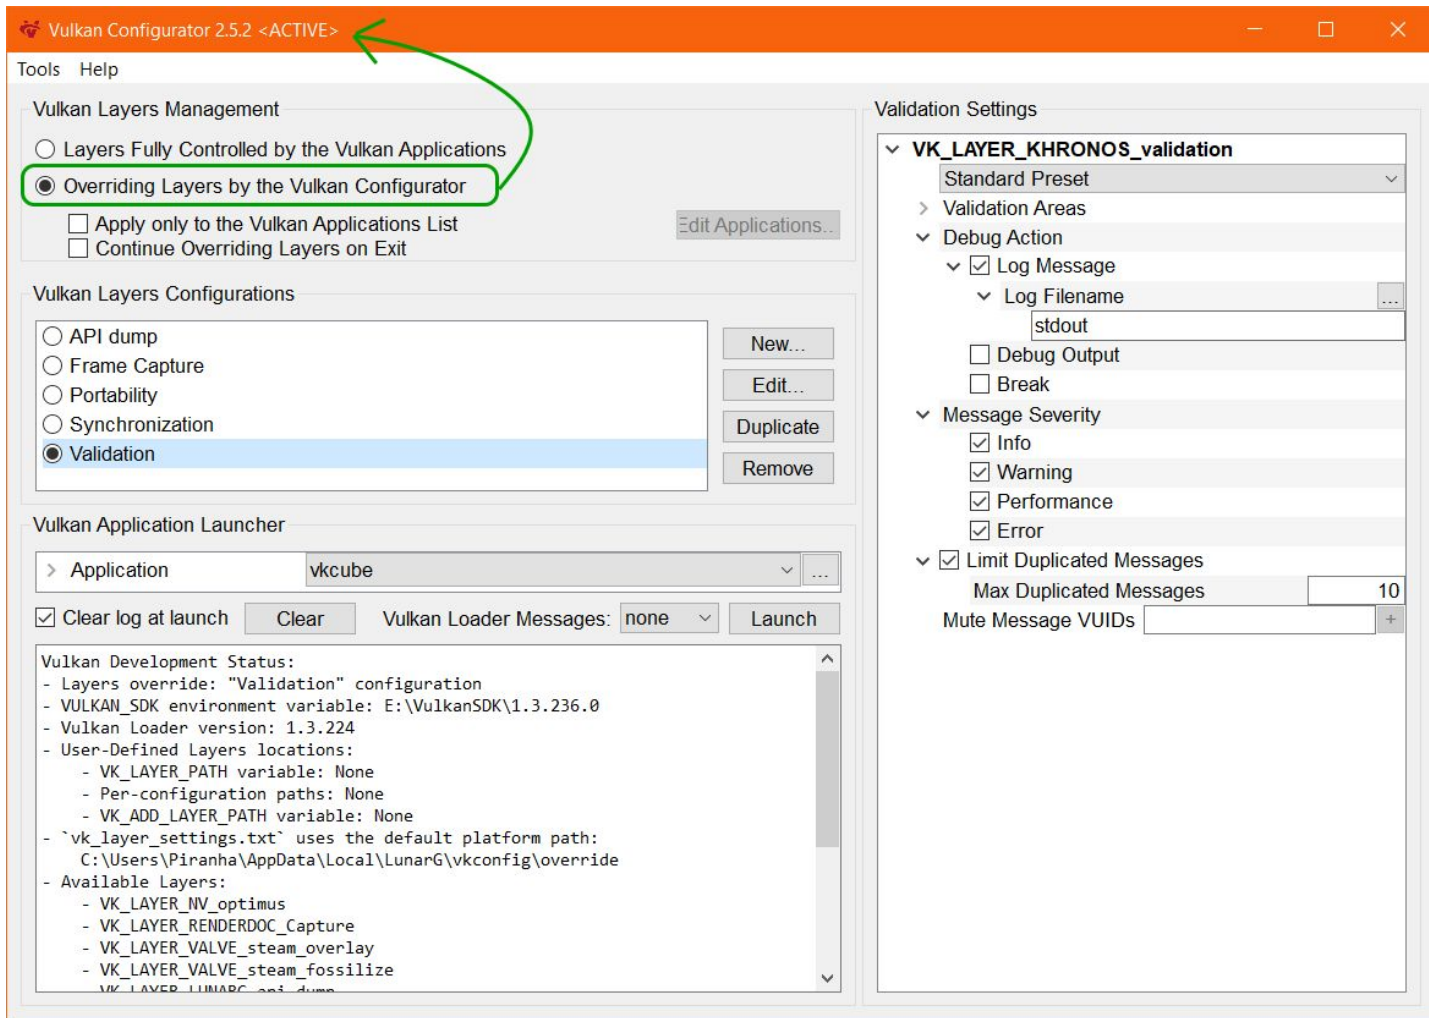 Vulkan Configurator 2.5.2 <ACTIVE>
Tools Help
Vulkan Layers Management
Layers Fully Controlled by the Vulkan Applications
Overriding Layers by the Vulkan Configurator
Apply only to the Vulkan Applications List
Edit Applications..
Continue Overriding Layers on Exit
Vulkan Layers Configurations
API dump
Frame Capture
Portability
Synchronization
Validation
New...
Edit...
Duplicate
Remove
Vulkan Application Launcher
Application vkcube ...
Clear log at launch Clear Vulkan Loader Messages: none Launch
Vulkan Development Status:
- Layers override: "Validation" configuration
- VULKAN_SDK environment variable: E:\VulkanSDK\1.3.236.0
- Vulkan Loader version: 1.3.224
- User-Defined Layers locations:
- VK_LAYER_PATH variable: None
- Per-configuration paths: None
- VK_ADD_LAYER_PATH variable: None
- `vk_layer_settings.txt` uses the default platform path:
C:\Users\Piranha\AppData\Local\LunarG\vkconfig\override
- Available Layers:
- VK_LAYER_NV_optimus
- VK_LAYER_RENDERDOC_Capture
- VK_LAYER_VALVE_steam_overlay
- VK_LAYER_VALVE_steam_fossilize
- VK_LAYER_LUNARG_api_dump
Validation Settings
VK_LAYER_KHRONOS_validation
Standard Preset
Validation Areas
Debug Action
Log Message
Log Filename ...
stdout
Debug Output
Break
Message Severity
Info
Warning
Performance
Error
Limit Duplicated Messages
Max Duplicated Messages 10
Mute Message VUIDs +